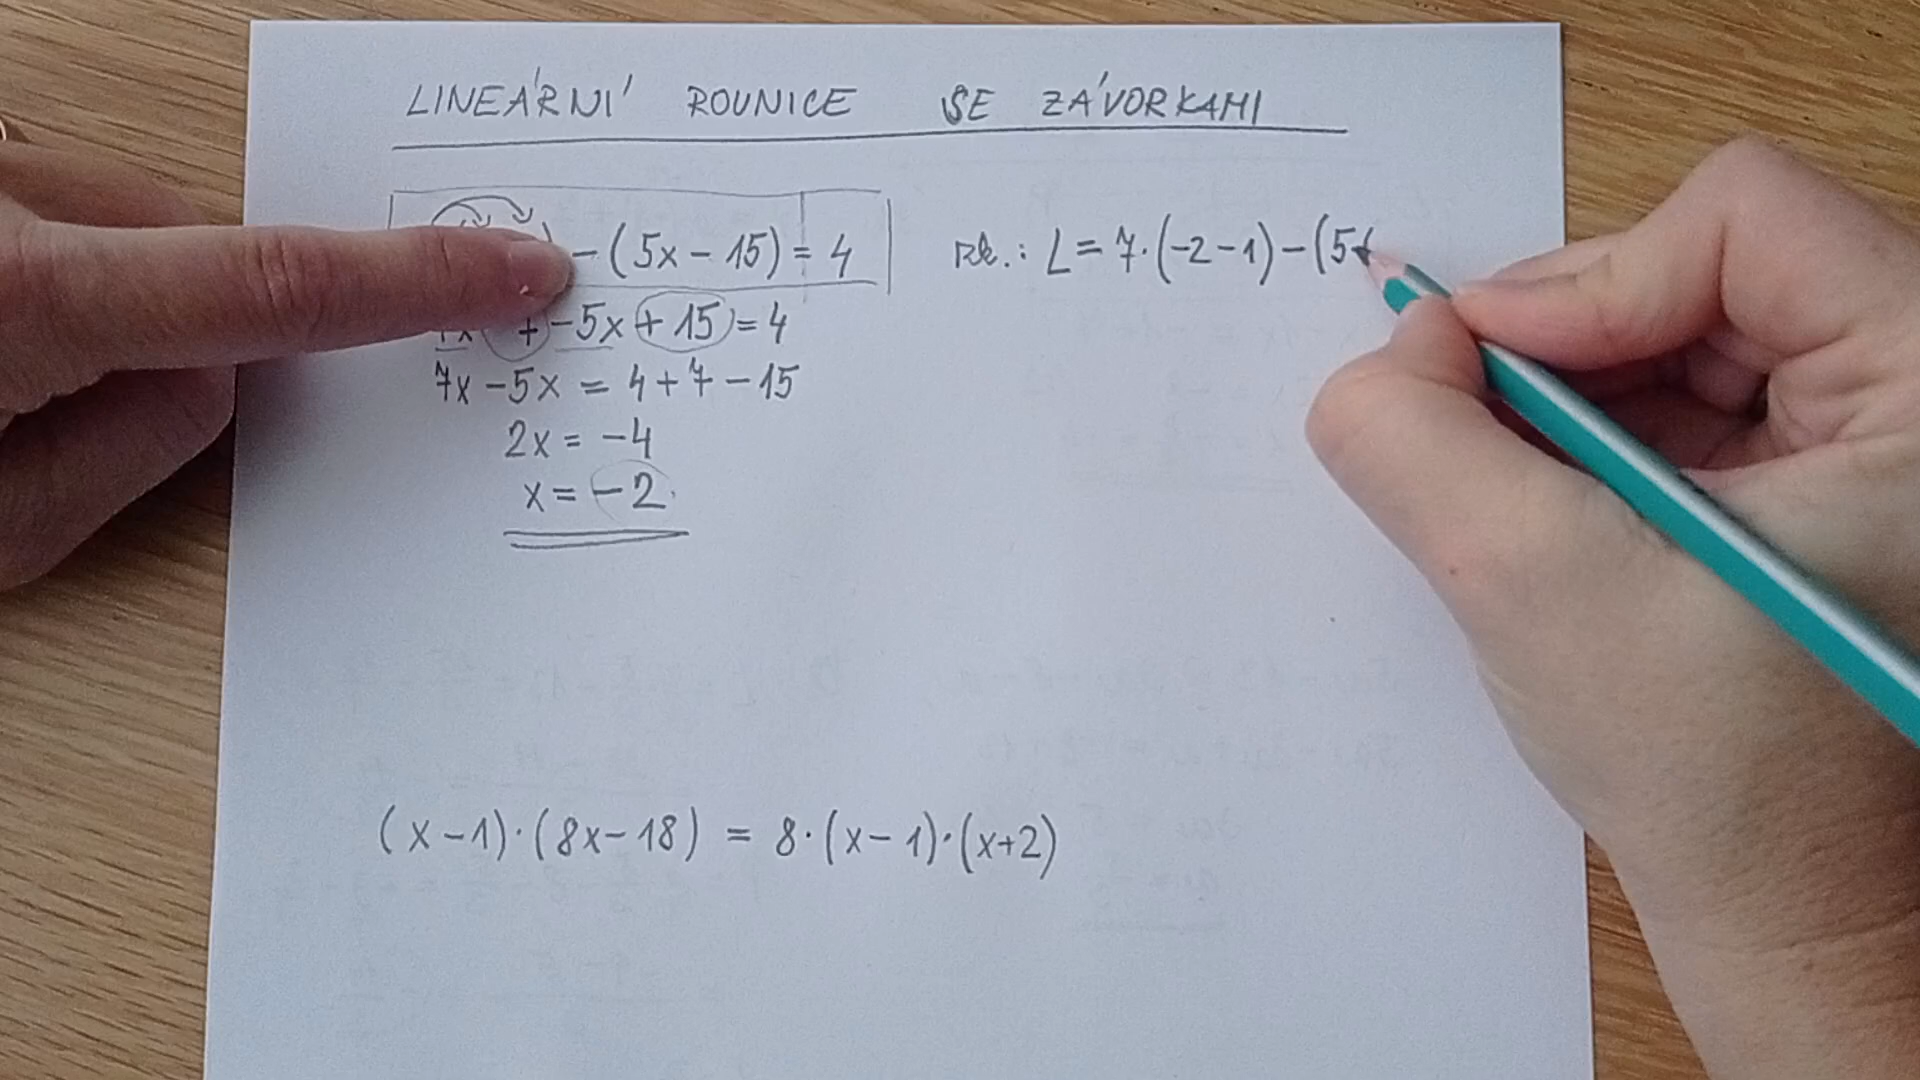 LINEÁRNÍ ROVNICE SE ZÁVORKAMI
) - (5x - 15) = 4
zk.: L = 7·(-2-1) - (5·(
7x - 5x + 15 = 4
7x - 5x = 4 + 7 - 15
2x = -4
x = -2
(x-1)·(8x-18) = 8·(x-1)·(x+2)